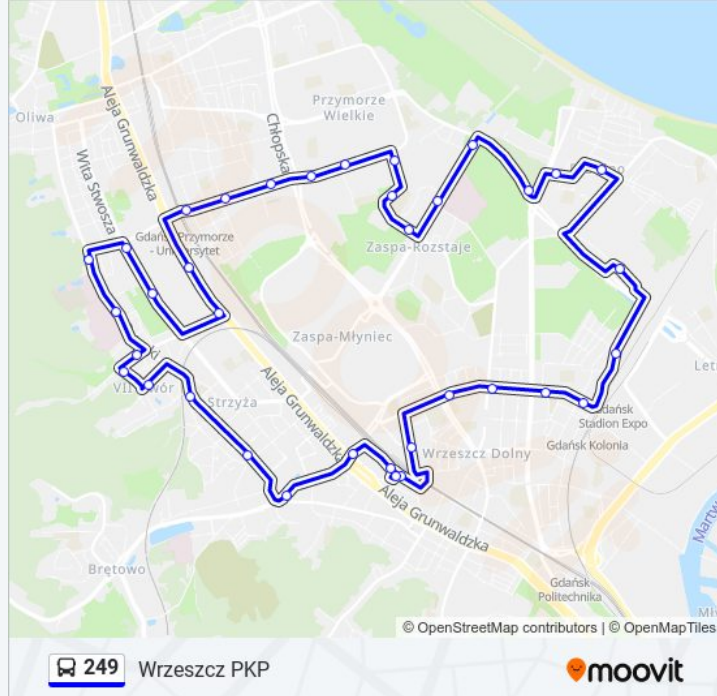 Przymorze
Wielkie
Oliwa
Aleja Grunwaldzka
Chłopska
Wita Stwosza
Gdańsk Przymorze
- Uniwersytet
Zaspa-Rozstaje
Zaspa-Młyniec
VII Dwór
Strzyża
Aleja Grunwaldzka
Gdańsk
Stadion Expo
Gdańsk Kolonia
Wrzeszcz Dolny
Aleja Grunwaldzka
Brętowo
Gdańsk
Politechnika
Martw
© OpenStreetMap contributors | © OpenMapTiles
249 Wrzeszcz PKP
moovit